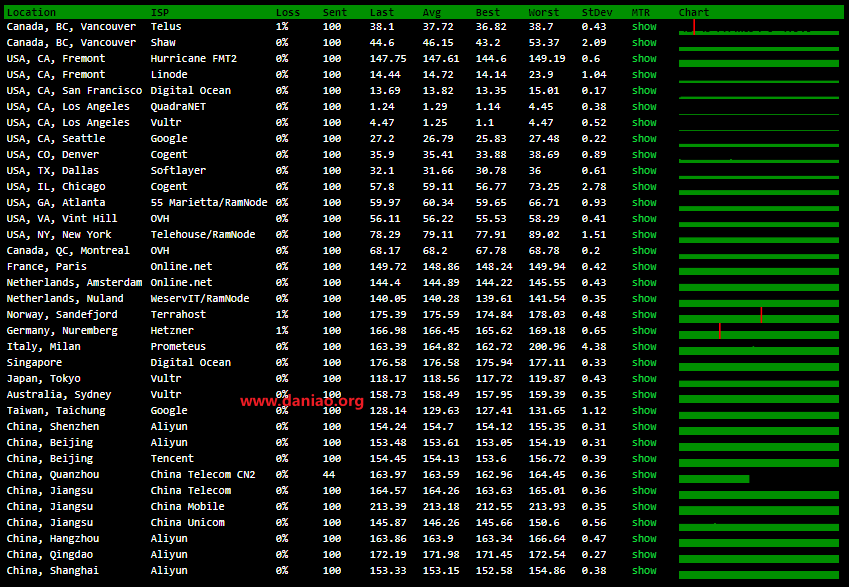 Location ISP Loss Sent Last Avg Best Worst StDev MTR Chart
Canada, BC, Vancouver Telus 1% 100 38.1 37.72 36.82 38.7 0.43 show
Canada, BC, Vancouver Shaw 0% 100 44.6 46.15 43.2 53.37 2.09 show
USA, CA, Fremont Hurricane FMT2 0% 100 147.75 147.61 144.6 149.19 0.6 show
USA, CA, Fremont Linode 0% 100 14.44 14.72 14.14 23.9 1.04 show
USA, CA, San Francisco Digital Ocean 0% 100 13.69 13.82 13.35 15.01 0.17 show
USA, CA, Los Angeles QuadraNET 0% 100 1.24 1.29 1.14 4.45 0.38 show
USA, CA, Los Angeles Vultr 0% 100 4.47 1.25 1.1 4.47 0.52 show
USA, CA, Seattle Google 0% 100 27.2 26.79 25.83 27.48 0.22 show
USA, CO, Denver Cogent 0% 100 35.9 35.41 33.88 38.69 0.89 show
USA, TX, Dallas Softlayer 0% 100 32.1 31.66 30.78 36 0.61 show
USA, IL, Chicago Cogent 0% 100 57.8 59.11 56.77 73.25 2.78 show
USA, GA, Atlanta 55 Marietta/RamNode 0% 100 59.97 60.34 59.65 66.71 0.93 show
USA, VA, Vint Hill OVH 0% 100 56.11 56.22 55.53 58.29 0.41 show
USA, NY, New York Telehouse/RamNode 0% 100 78.29 79.11 77.91 89.02 1.51 show
Canada, QC, Montreal OVH 0% 100 68.17 68.2 67.78 68.78 0.2 show
France, Paris Online.net 0% 100 149.72 148.86 148.24 149.94 0.42 show
Netherlands, Amsterdam Online.net 0% 100 144.4 144.89 144.22 145.55 0.43 show
Netherlands, Nuland WeservIT/RamNode 0% 100 140.05 140.28 139.61 141.54 0.35 show
Norway, Sandefjord Terrahost 1% 100 175.39 175.59 174.84 178.03 0.48 show
Germany, Nuremberg Hetzner 1% 100 166.98 166.45 165.62 169.18 0.65 show
Italy, Milan Prometeus 0% 100 163.39 164.82 162.72 200.96 4.38 show
Singapore Digital Ocean 0% 100 176.58 176.58 175.94 177.11 0.33 show
Japan, Tokyo Vultr 0% 100 118.17 118.56 117.72 119.87 0.43 show
Australia, Sydney Vultr 0% 100 158.73 158.49 157.95 159.39 0.35 show
www.daniao.org
Taiwan, Taichung Google 0% 100 128.14 129.63 127.41 131.65 1.12 show
China, Shenzhen Aliyun 0% 100 154.24 154.7 154.12 155.35 0.31 show
China, Beijing Aliyun 0% 100 153.48 153.61 153.05 154.19 0.31 show
China, Beijing Tencent 0% 100 154.45 154.13 153.6 156.72 0.39 show
China, Quanzhou China Telecom CN2 0% 44 163.97 163.59 162.96 164.45 0.36 show
China, Jiangsu China Telecom 0% 100 164.57 164.26 163.63 165.01 0.36 show
China, Jiangsu China Mobile 0% 100 213.39 213.18 212.55 213.93 0.35 show
China, Jiangsu China Unicom 0% 100 145.87 146.26 145.66 150.6 0.56 show
China, Hangzhou Aliyun 0% 100 163.86 163.9 163.34 166.64 0.47 show
China, Qingdao Aliyun 0% 100 172.19 171.98 171.45 172.54 0.27 show
China, Shanghai Aliyun 0% 100 153.33 153.15 152.58 154.86 0.38 show